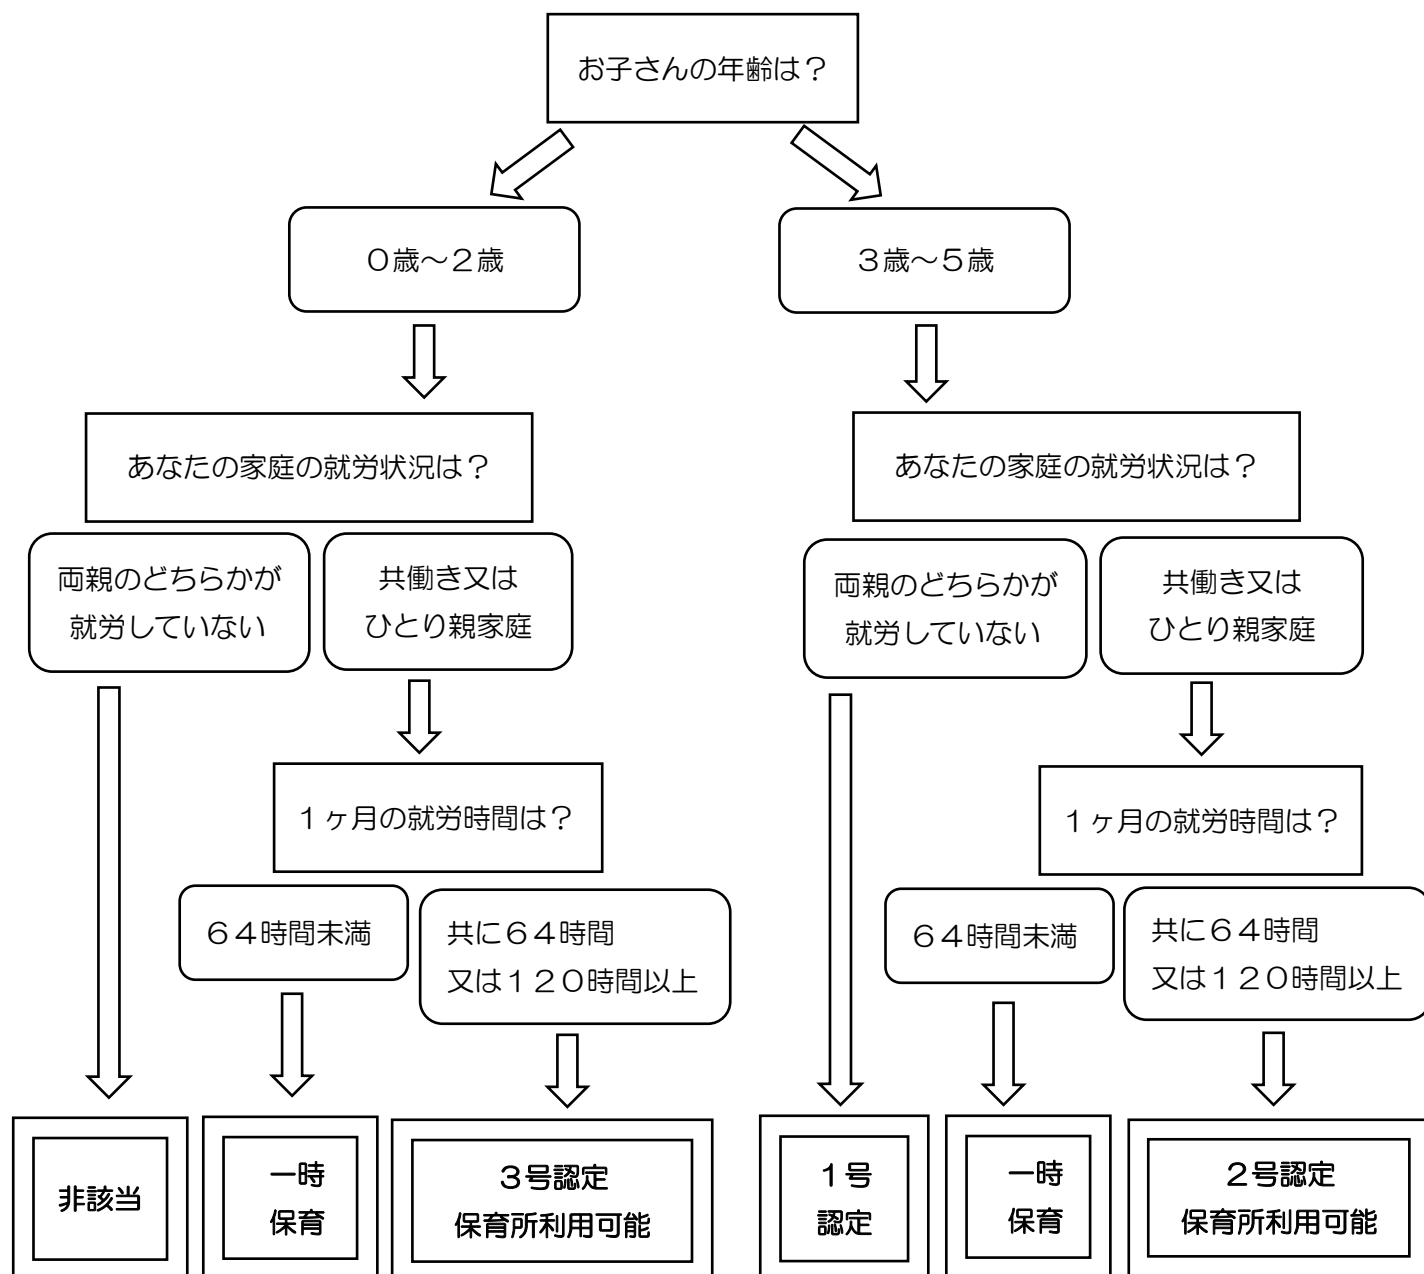 お子さんの年齢は？
０歳～２歳
３歳～５歳
あなたの家庭の就労状況は？
あなたの家庭の就労状況は？
両親のどちらかが
就労していない
共働き又は
ひとり親家庭
両親のどちらかが
就労していない
共働き又は
ひとり親家庭
１ヶ月の就労時間は？
１ヶ月の就労時間は？
６４時間未満
共に６４時間
又は１２０時間以上
６４時間未満
共に６４時間
又は１２０時間以上
非該当
一時
保育
３号認定
保育所利用可能
１号
認定
一時
保育
２号認定
保育所利用可能